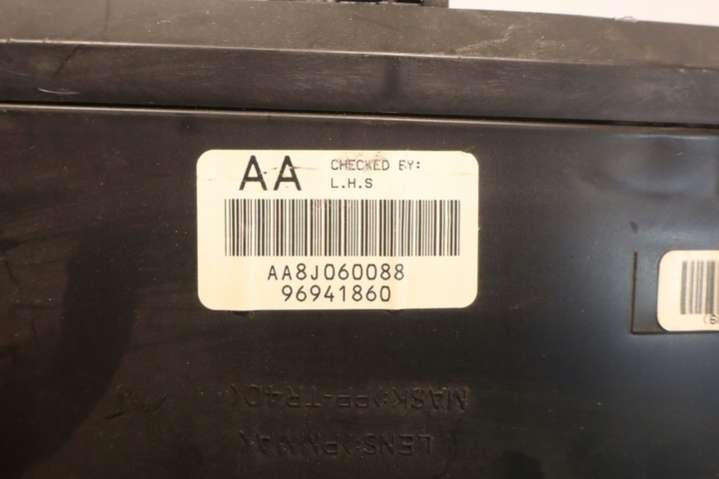 AA
CHECKED BY:
L.H.S
AA8J060088
96941860